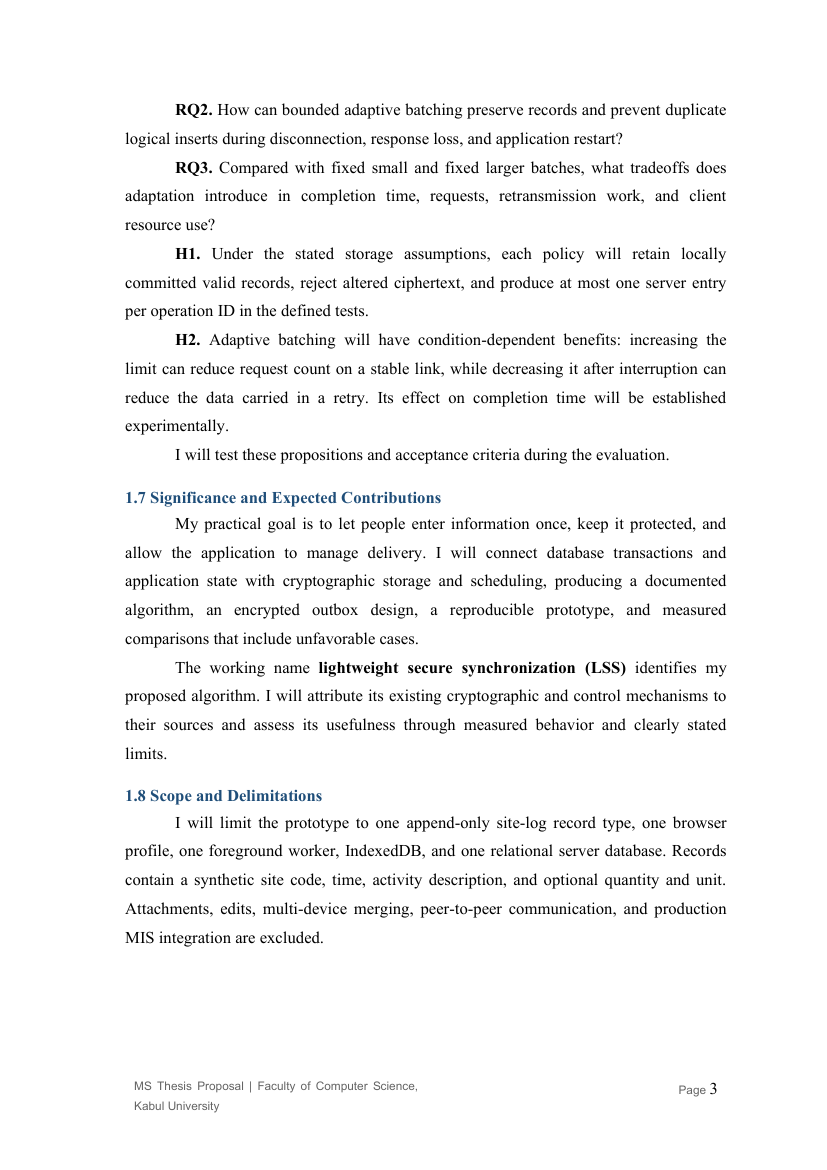 RQ2. How can bounded adaptive batching preserve records and prevent duplicate
logical inserts during disconnection, response loss, and application restart?
RQ3. Compared with fixed small and fixed larger batches, what tradeoffs does
adaptation introduce in completion time, requests, retransmission work, and client
resource use?
H1. Under the stated storage assumptions, each policy will retain locally
committed valid records, reject altered ciphertext, and produce at most one server entry
per operation ID in the defined tests.
H2. Adaptive batching will have condition-dependent benefits: increasing the
limit can reduce request count on a stable link, while decreasing it after interruption can
reduce the data carried in a retry. Its effect on completion time will be established
experimentally.
I will test these propositions and acceptance criteria during the evaluation.
1.7 Significance and Expected Contributions
My practical goal is to let people enter information once, keep it protected, and
allow the application to manage delivery. I will connect database transactions and
application state with cryptographic storage and scheduling, producing a documented
algorithm, an encrypted outbox design, a reproducible prototype, and measured
comparisons that include unfavorable cases.
The working name lightweight secure synchronization (LSS) identifies my
proposed algorithm. I will attribute its existing cryptographic and control mechanisms to
their sources and assess its usefulness through measured behavior and clearly stated
limits.
1.8 Scope and Delimitations
I will limit the prototype to one append-only site-log record type, one browser
profile, one foreground worker, IndexedDB, and one relational server database. Records
contain a synthetic site code, time, activity description, and optional quantity and unit.
Attachments, edits, multi-device merging, peer-to-peer communication, and production
MIS integration are excluded.
MS Thesis Proposal | Faculty of Computer Science,
Kabul University
Page 3